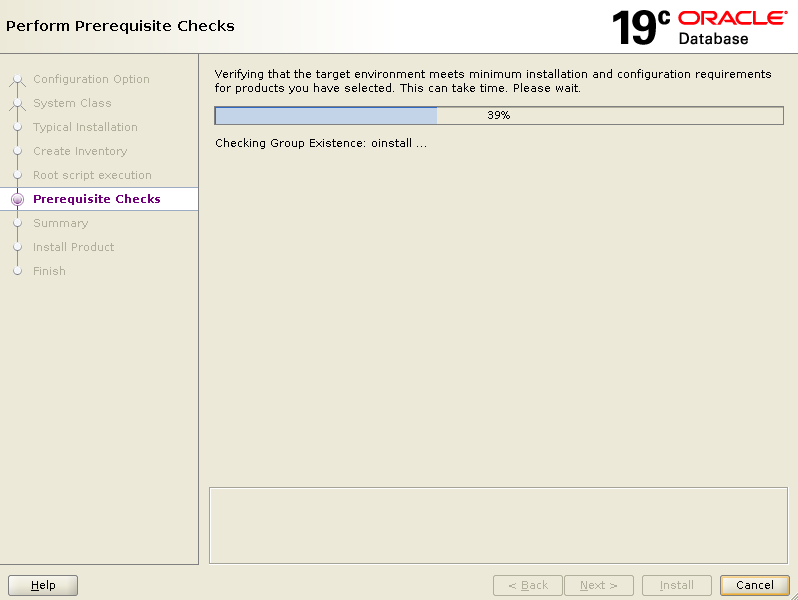 Perform Prerequisite Checks
19c ORACLE
Database
Configuration Option
System Class
Typical Installation
Create Inventory
Root script execution
Prerequisite Checks
Summary
Install Product
Finish
Verifying that the target environment meets minimum installation and configuration requirements
for products you have selected. This can take time. Please wait.
39%
Checking Group Existence: oinstall ...
Help
< Back
Next >
Install
Cancel